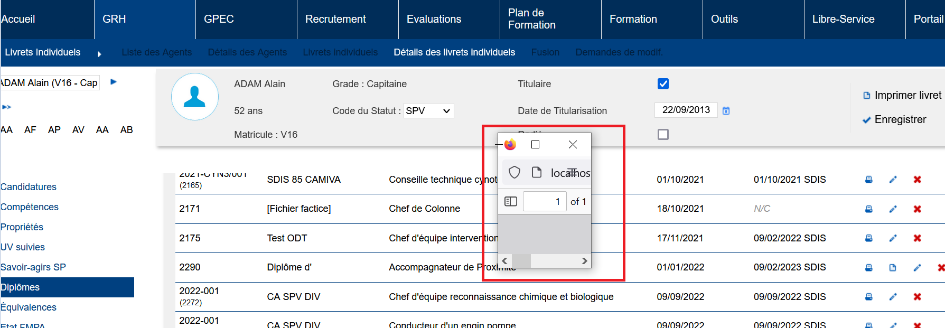 Accueil GRH GPEC Recrutement Evaluations Plan de Formation Formation Outils Libre-Service Portail
Livrets Individuels Liste des Agents Détails des Agents Livrets Individuels Détails des livrets individuels Fusion Demandes de modif.
ADAM Alain (V16 - Cap
ADAM Alain Grade : Capitaine Titulaire
Imprimer livret
52 ans Code du Statut : SPV Date de Titularisation 22/09/2013
Enregistrer
AA AF AP AV AA AB
Matricule : V16
localhos
1 of 1
2021-CYN3/001 SDIS 85 CAMIVA Conseille technique cynot 01/10/2021 01/10/2021 SDIS
(2165)
Candidatures
Compétences
Propriétés
UV suivies
Savoir-agirs SP
Diplômes
Équivalences
Etat FMPA
2171 [Fichier factice] Chef de Colonne 18/10/2021 N/C
2175 Test ODT Chef d'équipe intervention 17/11/2021 09/02/2022 SDIS
2290 Diplôme d' Accompagnateur de Proximité 01/01/2022 09/02/2023 SDIS
2022-001 CA SPV DIV Chef d'équipe reconnaissance chimique et biologique 09/09/2022 09/09/2022 SDIS
(2272)
2022-001 CA SPV DIV Conducteur d'un engin pompe 09/09/2022 09/09/2022 SDIS